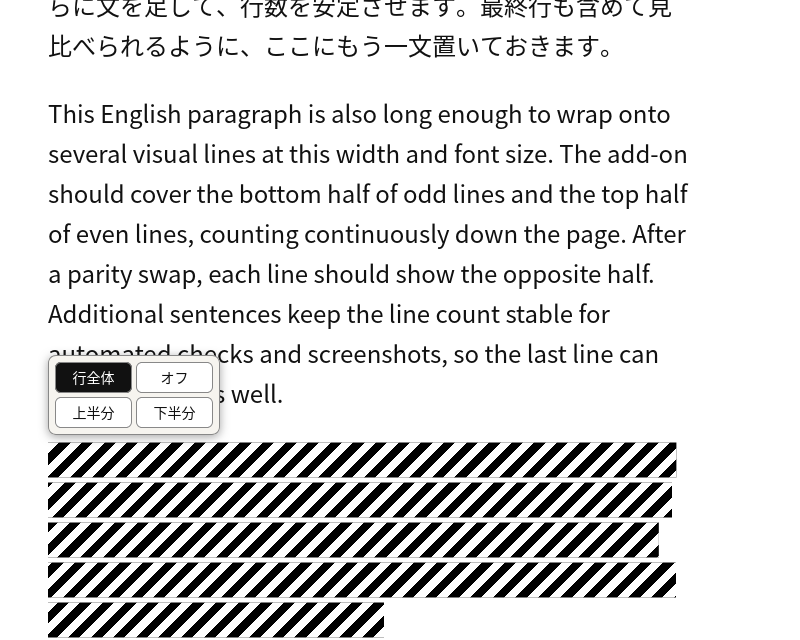 らに文を足して、行数を安定させます。最終行も含めて見
比べられるように、ここにもう一文置いておきます。
This English paragraph is also long enough to wrap onto
several visual lines at this width and font size. The add-on
should cover the bottom half of odd lines and the top half
of even lines, counting continuously down the page. After
a parity swap, each line should show the opposite half.
Additional sentences keep the line count stable for
automated checks and screenshots, so the last line can
well.
行全体 オフ
上半分 下半分